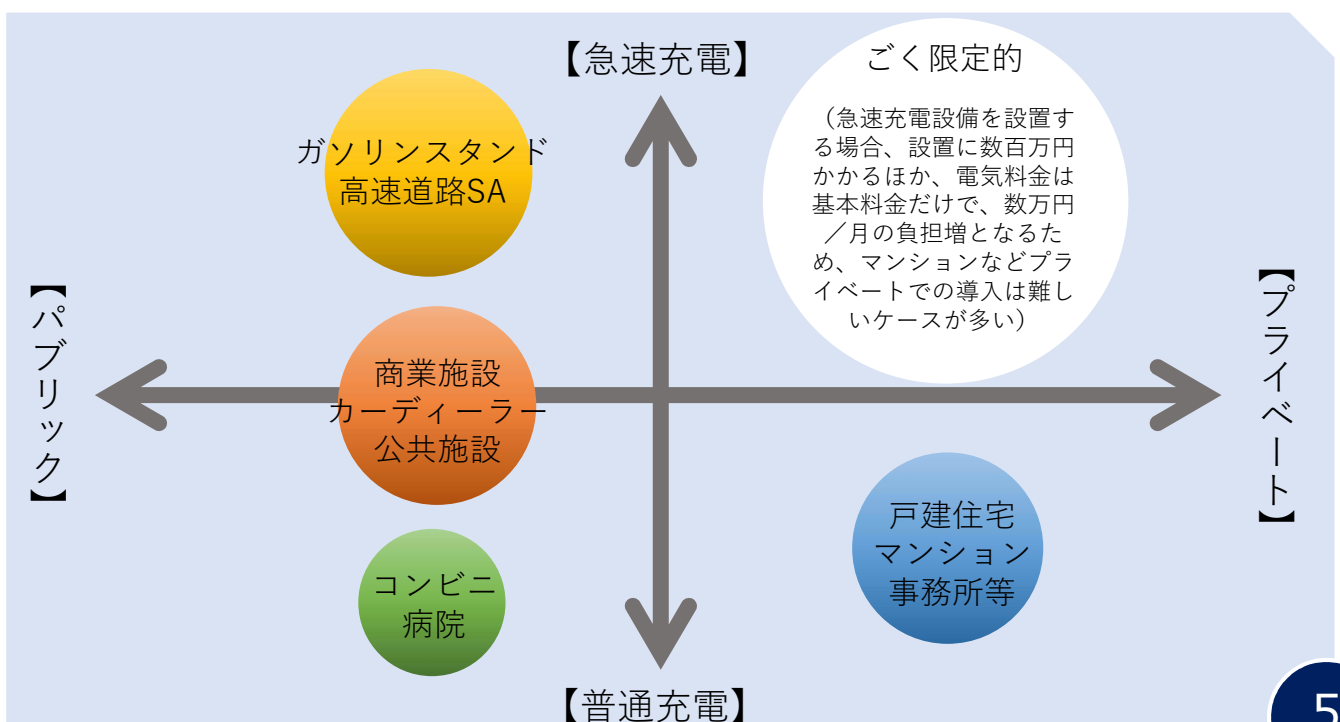 【急速充電】
ごく限定的
（急速充電設備を設置す
る場合、設置に数百万円
かかるほか、電気料金は
基本料金だけで、数万円
／月の負担増となるた
め、マンションなどプラ
イベートでの導入は難し
いケースが多い）
ガソリンスタンド
高速道路SA
【パブリック】
【プライベート】
商業施設
カーディーラー
公共施設
戸建住宅
マンション
事務所等
コンビニ
病院
【普通充電】
5